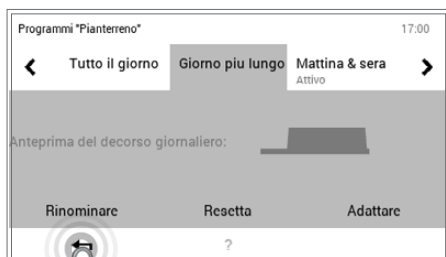 Programmi "Pianterreno" 17:00
Tutto il giorno Giorno piu lungo Mattina & sera
Attivo
Anteprima del decorso giornaliero:
Rinominare Resetta Adattare
?